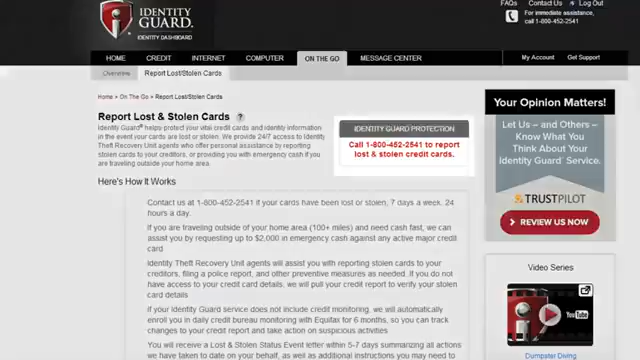 IDENTITY
GUARD.
IDENTITY DASHBOARD
FAQs Contact Us Log Out
For immediate assistance,
call 1-800-452-2541
HOME CREDIT INTERNET COMPUTER ON THE GO MESSAGE CENTER My Account Get Support
Overview Report Lost/Stolen Cards
Home > On The Go > Report Lost/Stolen Cards
Report Lost & Stolen Cards ?
Identity Guard® helps protect your vital credit cards and identity information
in the event your cards are lost or stolen. We provide 24/7 access to Identity
Theft Recovery Unit agents who offer personal assistance by reporting
stolen cards to your creditors, or providing you with emergency cash if you
are traveling outside your home area.
IDENTITY GUARD PROTECTION
Call 1-800-452-2541 to report
lost & stolen credit cards.
Your Opinion Matters!
Let Us – and Others –
Know What You
Think About Your
Identity Guard Service.
TRUSTPILOT
REVIEW US NOW
Here's How It Works
Contact us at 1-800-452-2541 if your cards have been lost or stolen, 7 days a week, 24
hours a day.
If you are traveling outside of your home area (100+ miles) and need cash fast, we can
assist you by requesting up to $2,000 in emergency cash against any active major credit
card
Identity Theft Recovery Unit agents will assist you with reporting stolen cards to your
creditors, filing a police report, and other preventive measures as needed. If you do not
have access to your card details, we will pull your credit report to verify your stolen
card details
If your Identity Guard service does not include credit monitoring, we will automatically
enroll you in daily credit bureau monitoring with Equifax for 6 months, so you can track
changes to your credit report and take action on suspicious activities
You will receive a Lost & Stolen Status Event letter within 5-7 days summarizing all actions
we have taken on your behalf, as well as additional instructions you may need to
Video Series
YouTube
Dumpster Diving